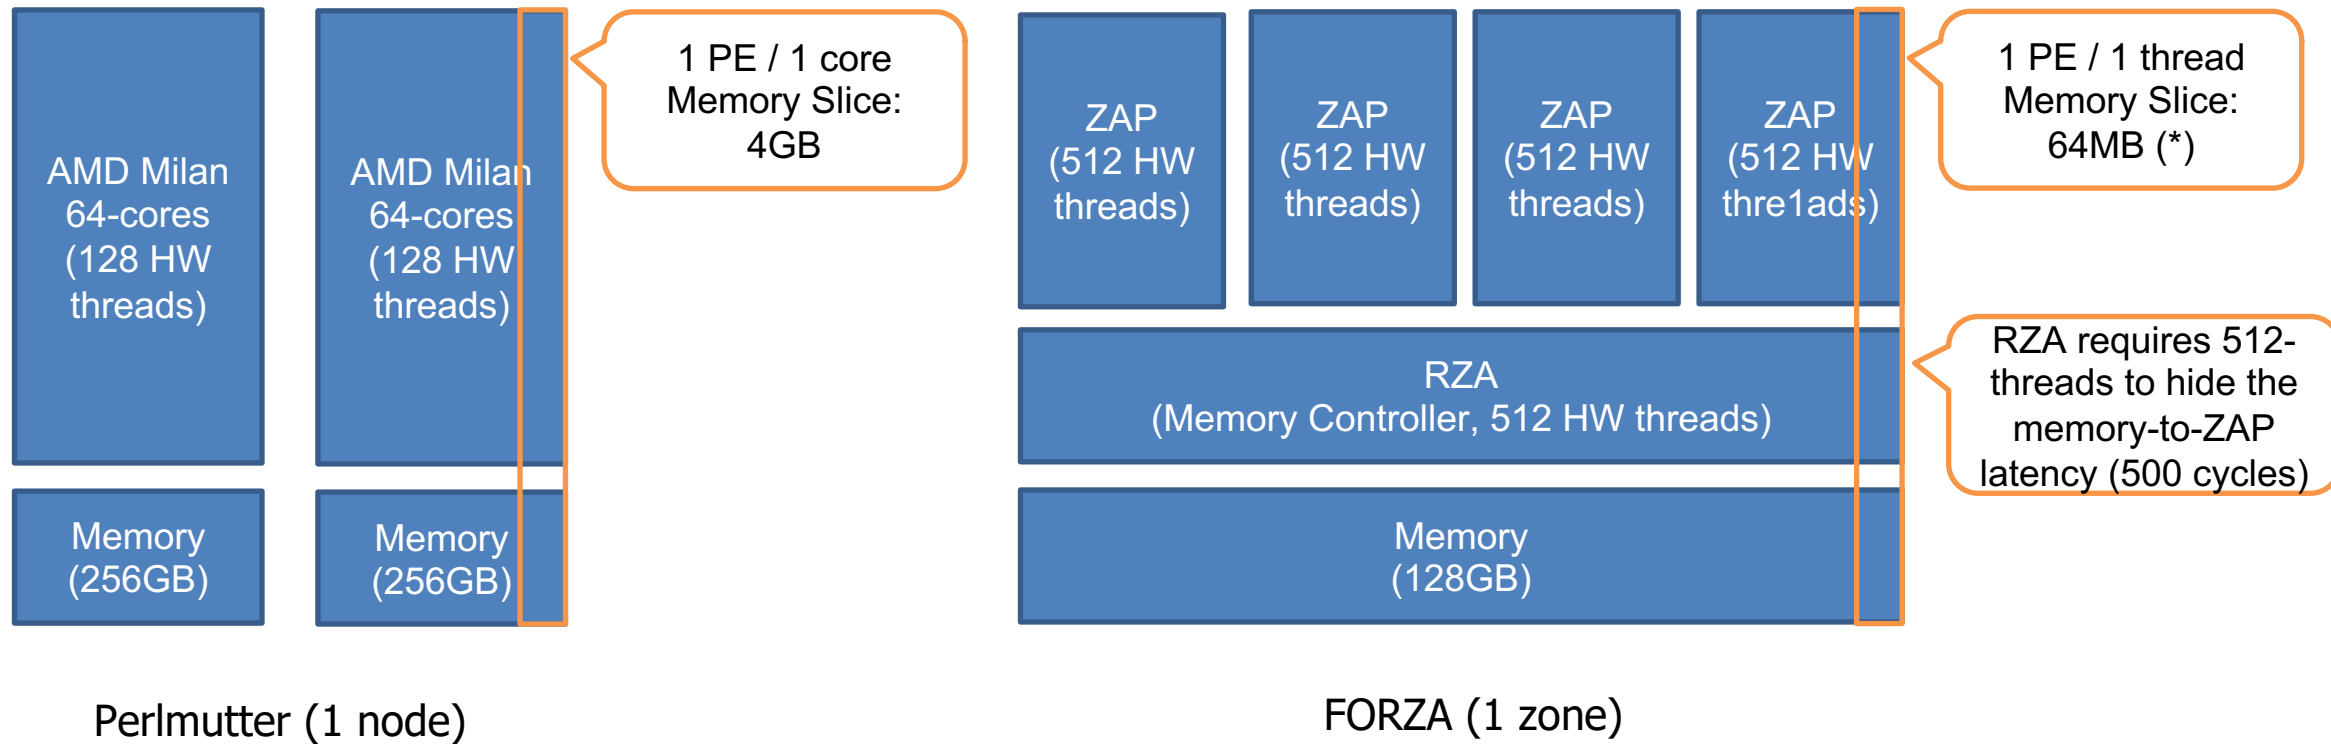 AMD Milan
64-cores
(128 HW
threads)
AMD Milan
64-cores
(128 HW
threads)
Memory
(256GB)
Memory
(256GB)
1 PE / 1 core
Memory Slice:
4GB
Perlmutter (1 node)
ZAP
(512 HW
threads)
ZAP
(512 HW
threads)
ZAP
(512 HW
threads)
ZAP
(512 HW
thre1ads)
RZA
(Memory Controller, 512 HW threads)
Memory
(128GB)
1 PE / 1 thread
Memory Slice:
64MB (*)
RZA requires 512-
threads to hide the
memory-to-ZAP
latency (500 cycles)
FORZA (1 zone)